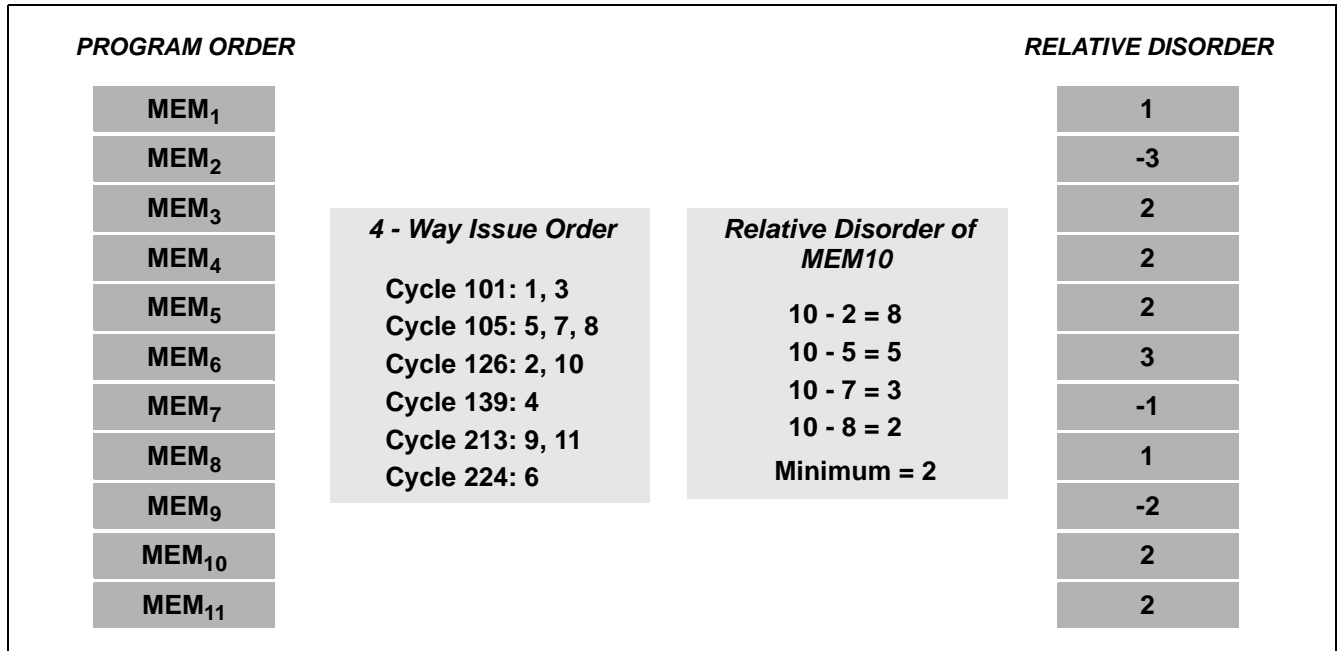 PROGRAM ORDER
MEM1
MEM2
MEM3
MEM4
MEM5
MEM6
MEM7
MEM8
MEM9
MEM10
MEM11
4 - Way Issue Order
Cycle 101: 1, 3
Cycle 105: 5, 7, 8
Cycle 126: 2, 10
Cycle 139: 4
Cycle 213: 9, 11
Cycle 224: 6
Relative Disorder of
MEM10
10 - 2 = 8
10 - 5 = 5
10 - 7 = 3
10 - 8 = 2
Minimum = 2
RELATIVE DISORDER
1
-3
2
2
2
3
-1
1
-2
2
2